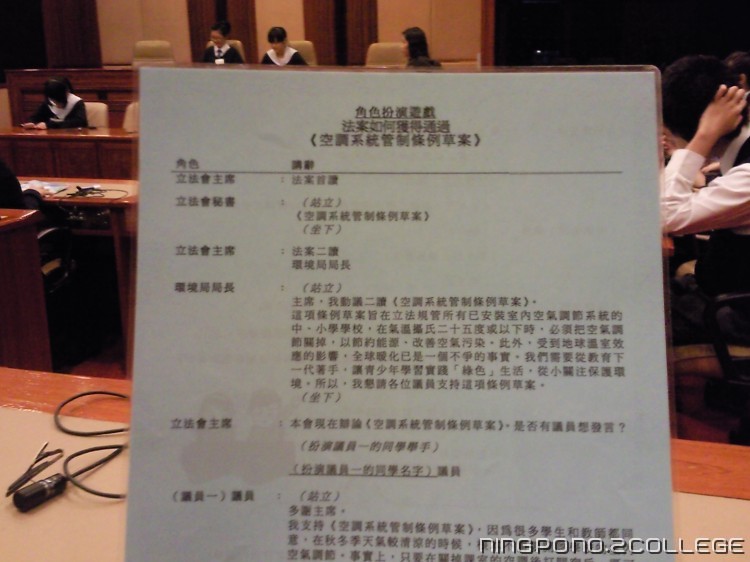 角色扮演遊戲
法案如何獲得通過
《空調系統管制條例草案》
角色 講辭
立法會主席 : 法案首讀
立法會秘書 : (站立)
《空調系統管制條例草案》
(坐下)
立法會主席 : 法案二讀
環境局局長
環境局局長 : (站立)
主席,我動議二讀《空調系統管制條例草案》。
這項條例草案旨在立法規管所有已安裝室內空氣調節系統的
中、小學學校,在氣溫攝氏二十五度或以下時,必須把空氣調
節關掉,以節約能源,改善空氣污染。此外,受到地球溫室效
應的影響,全球暖化已是一個不爭的事實,我們需要從教育下
一代著手,讓青少年學習實踐「綠色」生活,從小關注保護環
境。所以,我懇請各位議員支持這項條例草案。
(坐下)
立法會主席 : 本會現在辯論《空調系統管制條例草案》。是否有議員想發言?
(扮演議員一的同學舉手)
(扮演議員一的同學名字)議員
(議員一)議員 : (站立)
多謝主席。
我支持《空調系統管制條例草案》,因為很多學生和教師都同
意,在秋冬季天氣較清涼的時候,
空氣調節。事實上,只要在關掉課室的空調後打開窗戶,
NINGPONO.2COLLEGE